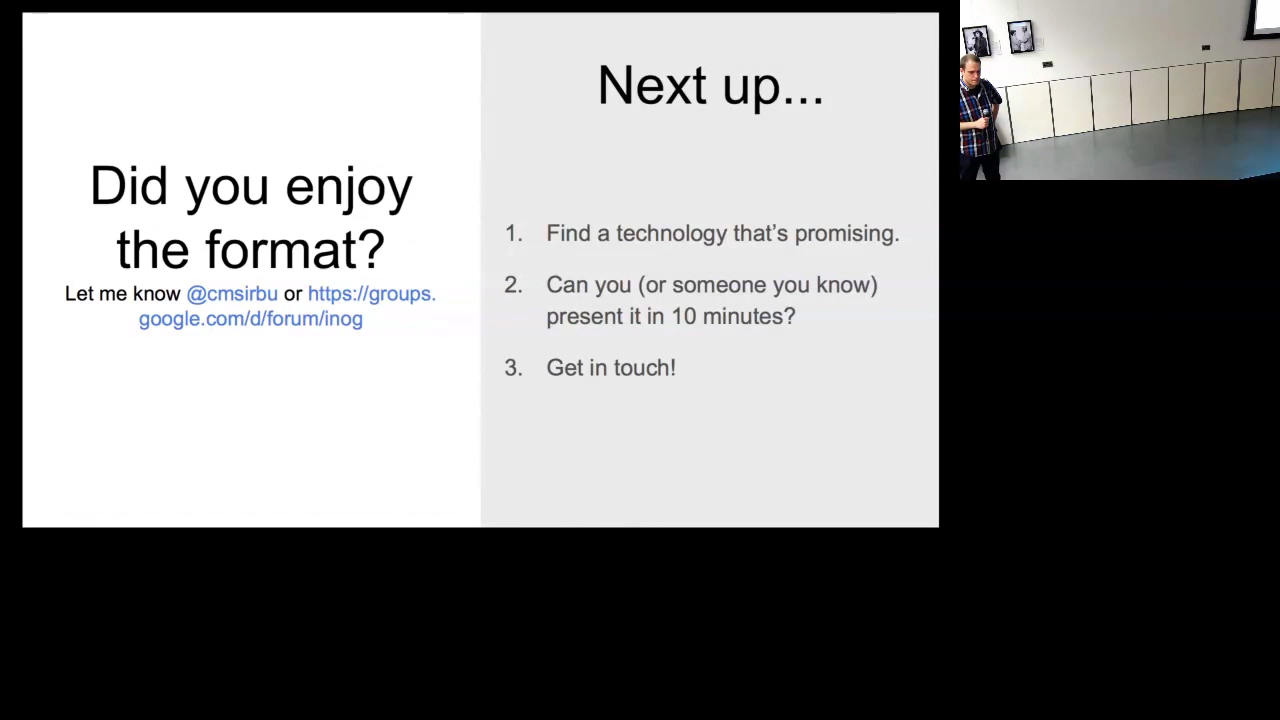 Did you enjoy
the format?
Let me know @cmsirbu or https://groups.
google.com/d/forum/inog
Next up...
1. Find a technology that's promising.
2. Can you (or someone you know)
present it in 10 minutes?
3. Get in touch!